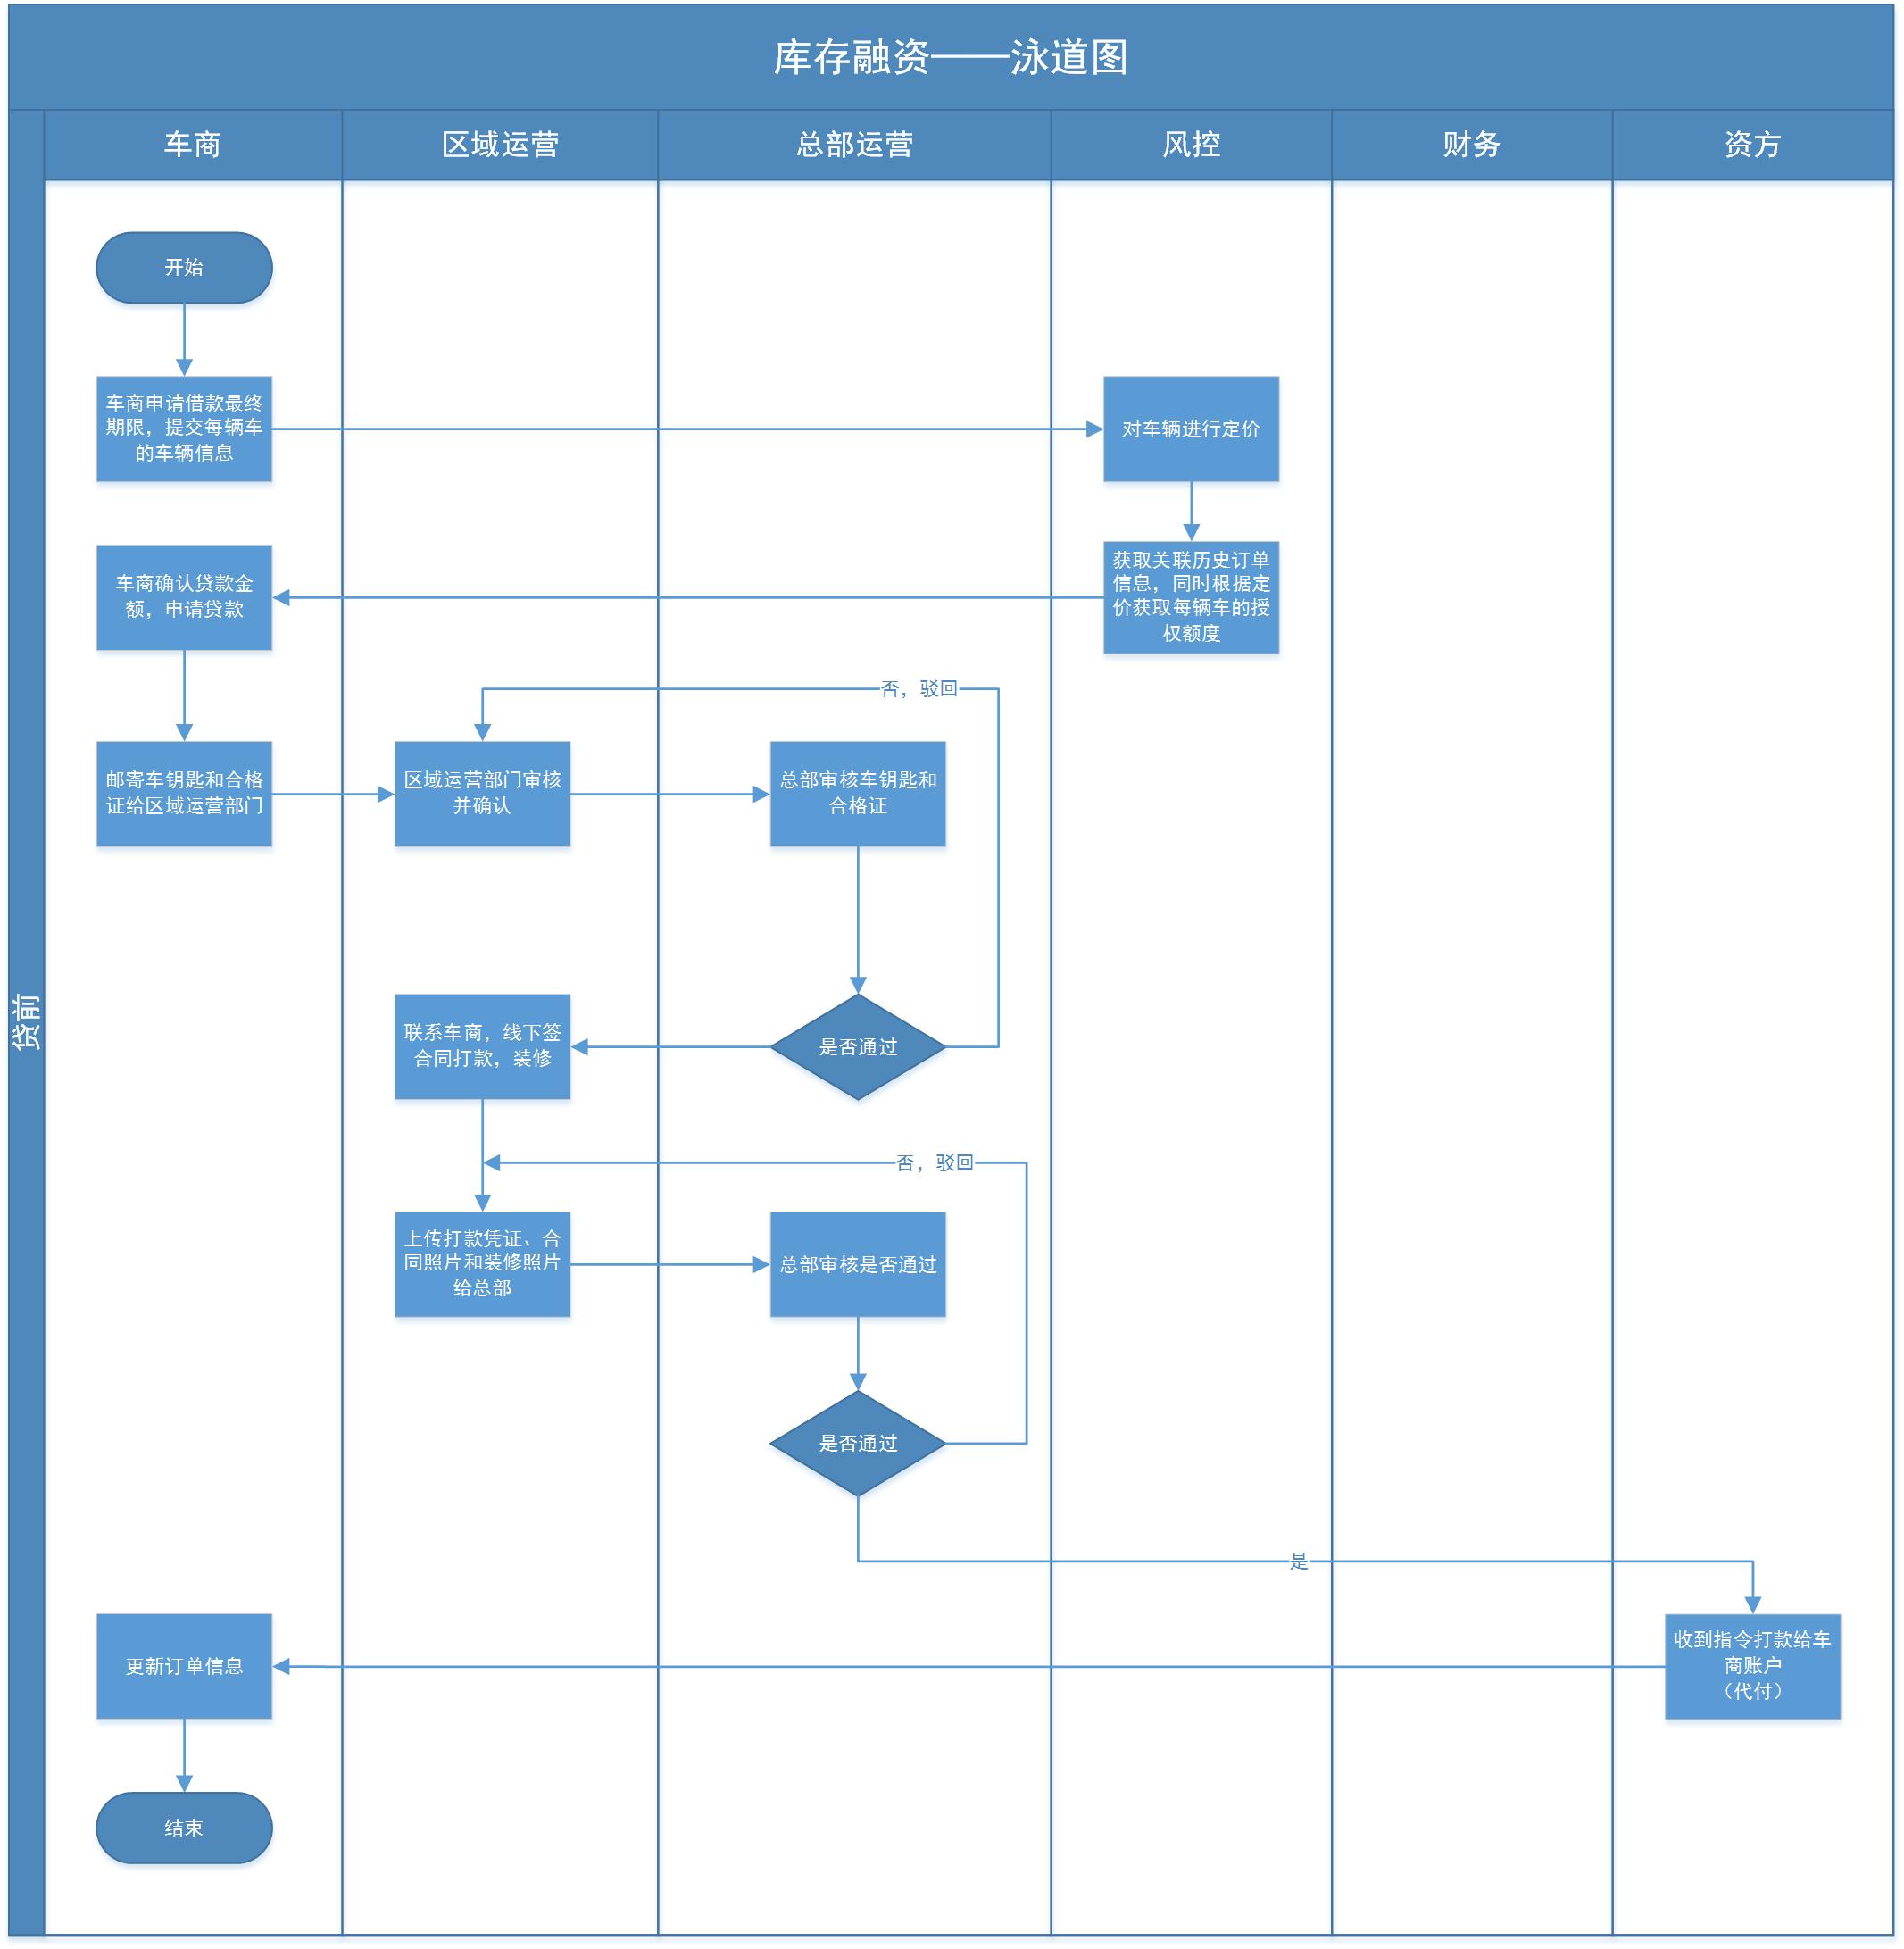 库存融资——泳道图
车商
区域运营
总部运营
风控
财务
资方
贷前
开始
车商申请借款最终
期限，提交每辆车
的车辆信息
对车辆进行定价
车商确认贷款金
额，申请贷款
获取关联历史订单
信息，同时根据定
价获取每辆车的授
权额度
否，驳回
邮寄车钥匙和合格
证给区域运营部门
区域运营部门审核
并确认
总部审核车钥匙和
合格证
联系车商，线下签
合同打款，装修
是否通过
否，驳回
上传打款凭证、合
同照片和装修照片
给总部
总部审核是否通过
是否通过
是
更新订单信息
收到指令打款给车
商账户
（代付）
结束